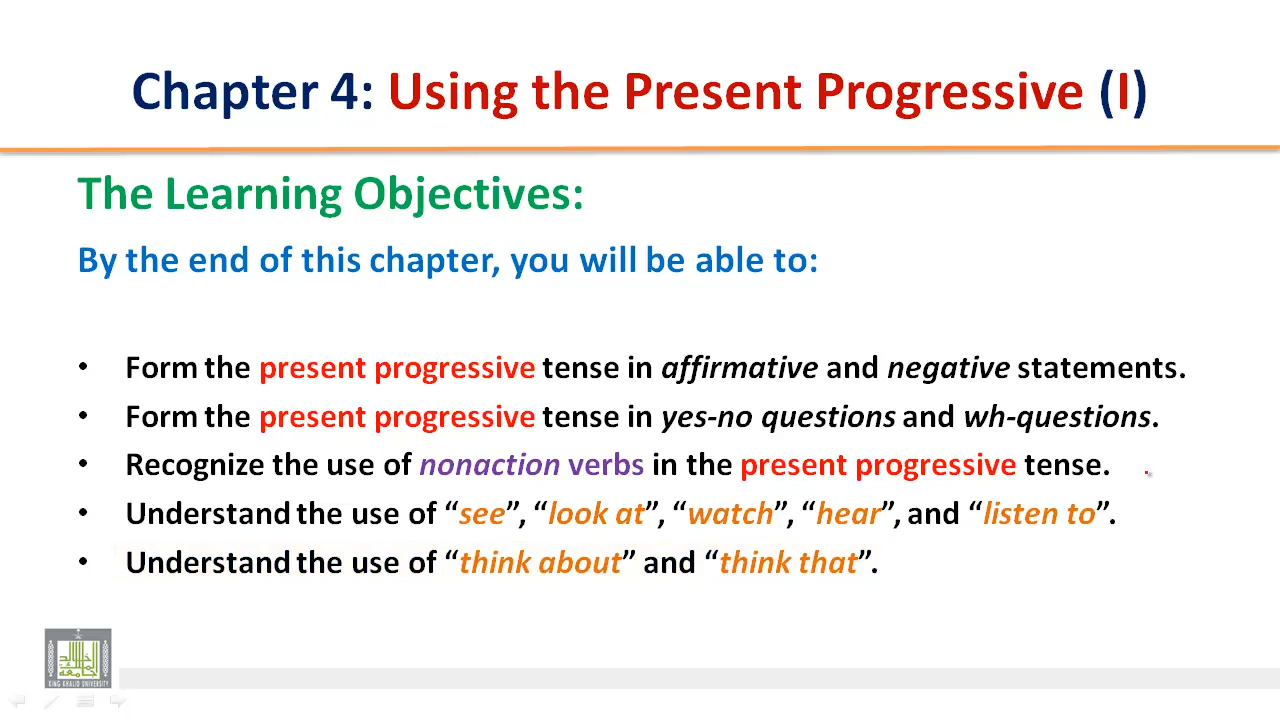 Chapter 4: Using the Present Progressive (I)
The Learning Objectives:
By the end of this chapter, you will be able to:
• Form the present progressive tense in affirmative and negative statements.
• Form the present progressive tense in yes-no questions and wh-questions.
• Recognize the use of nonaction verbs in the present progressive tense.
• Understand the use of “see”, “look at”, “watch”, “hear”, and “listen to”.
• Understand the use of “think about” and “think that”.
KING KHALID UNIVERSITY